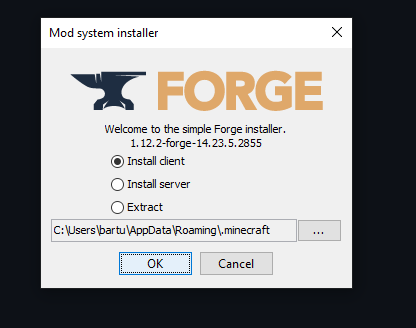 Mod system installer
FORGE
Welcome to the simple Forge installer.
1.12.2-forge-14.23.5.2855
Install client
Install server
Extract
C:\Users\bartu\AppData\Roaming\.minecraft
...
OK
Cancel